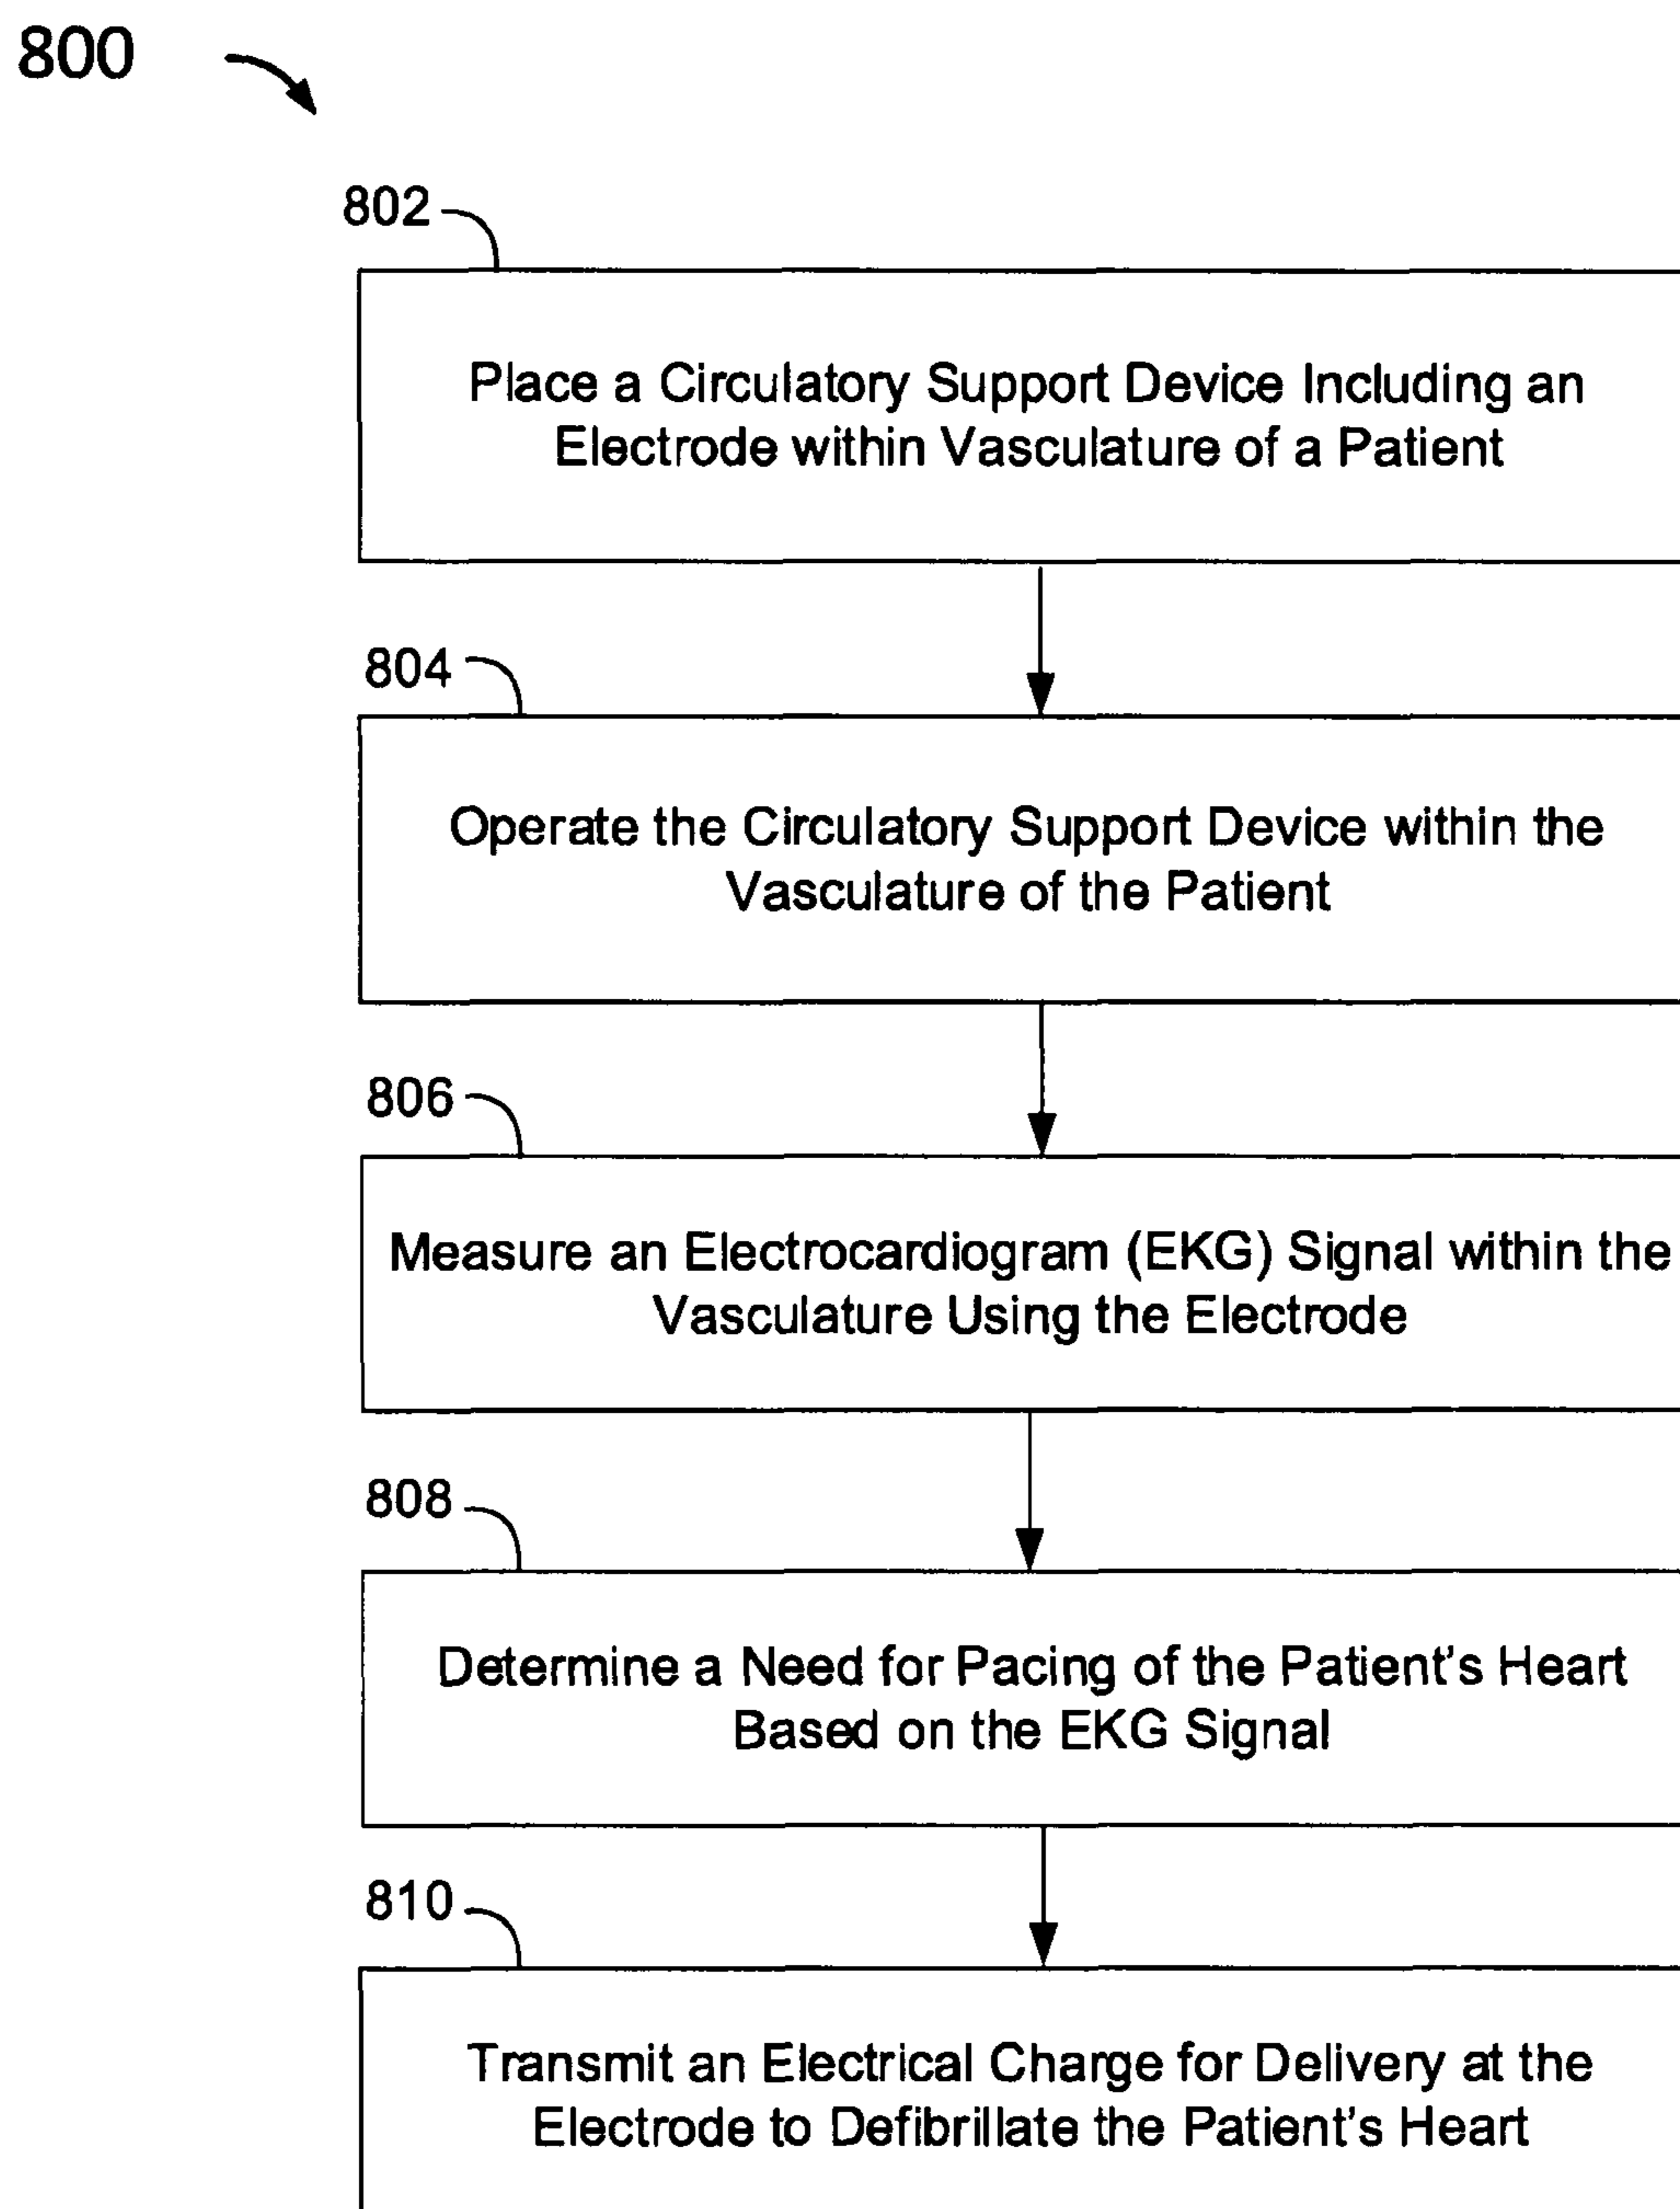 800
802
Place a Circulatory Support Device Including an
Electrode within Vasculature of a Patient
804
Operate the Circulatory Support Device within the
Vasculature of the Patient
806
Measure an Electrocardiogram (EKG) Signal within the
Vasculature Using the Electrode
808
Determine a Need for Pacing of the Patient's Heart
Based on the EKG Signal
810
Transmit an Electrical Charge for Delivery at the
Electrode to Defibrillate the Patient's Heart